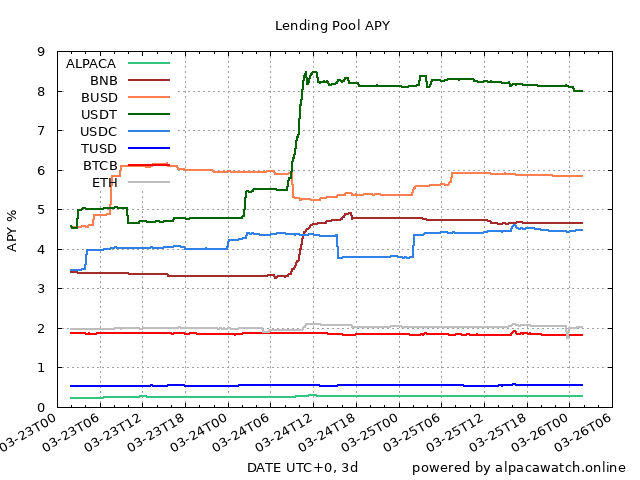 Lending Pool APY
9
8
7
6
5
4
3
2
1
0
APY %
ALPACA
BNB
BUSD
USDT
USDC
TUSD
BTCB
ETH
03-23T00
03-23T06
03-23T12
03-23T18
03-24T00
03-24T06
03-24T12
03-24T18
03-25T00
03-25T06
03-25T12
03-25T18
03-26T00
03-26T06
DATE UTC+0, 3d
powered by alpacawatch.online